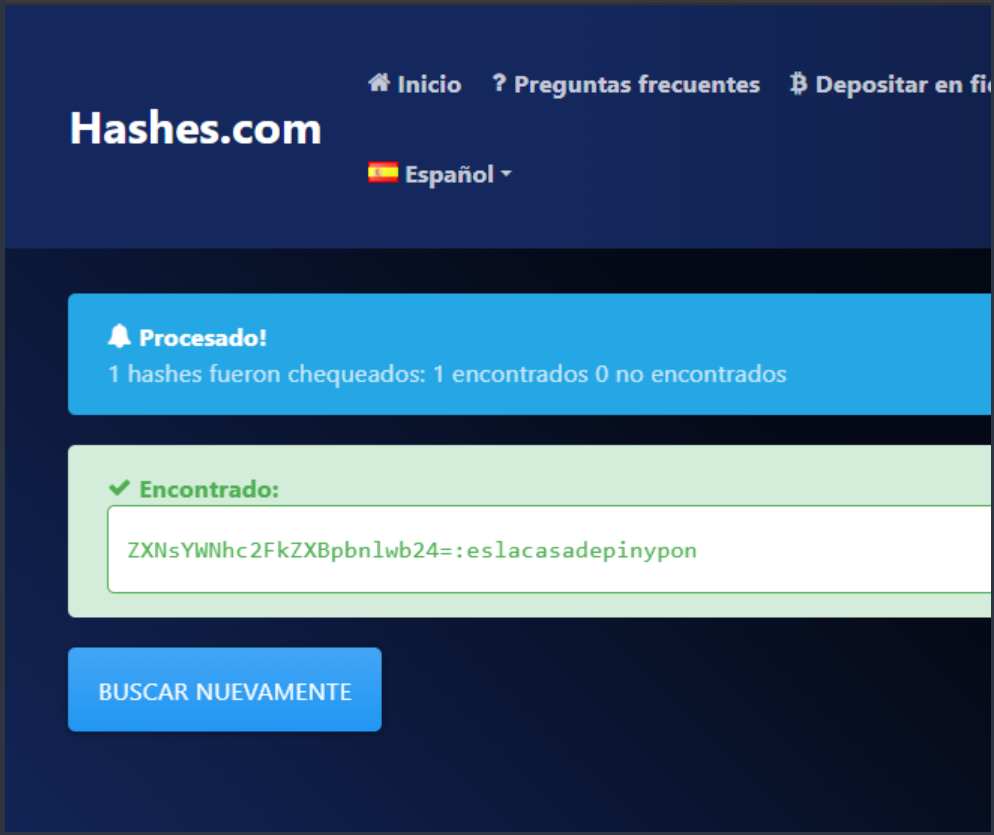 Inicio
? Preguntas frecuentes
Depositar en fi
Hashes.com
Español
Procesado!
1 hashes fueron chequeados: 1 encontrados 0 no encontrados
Encontrado:
ZXNsYWNhc2FkZXBpbnlwb24=:eslacasadepinypon
BUSCAR NUEVAMENTE